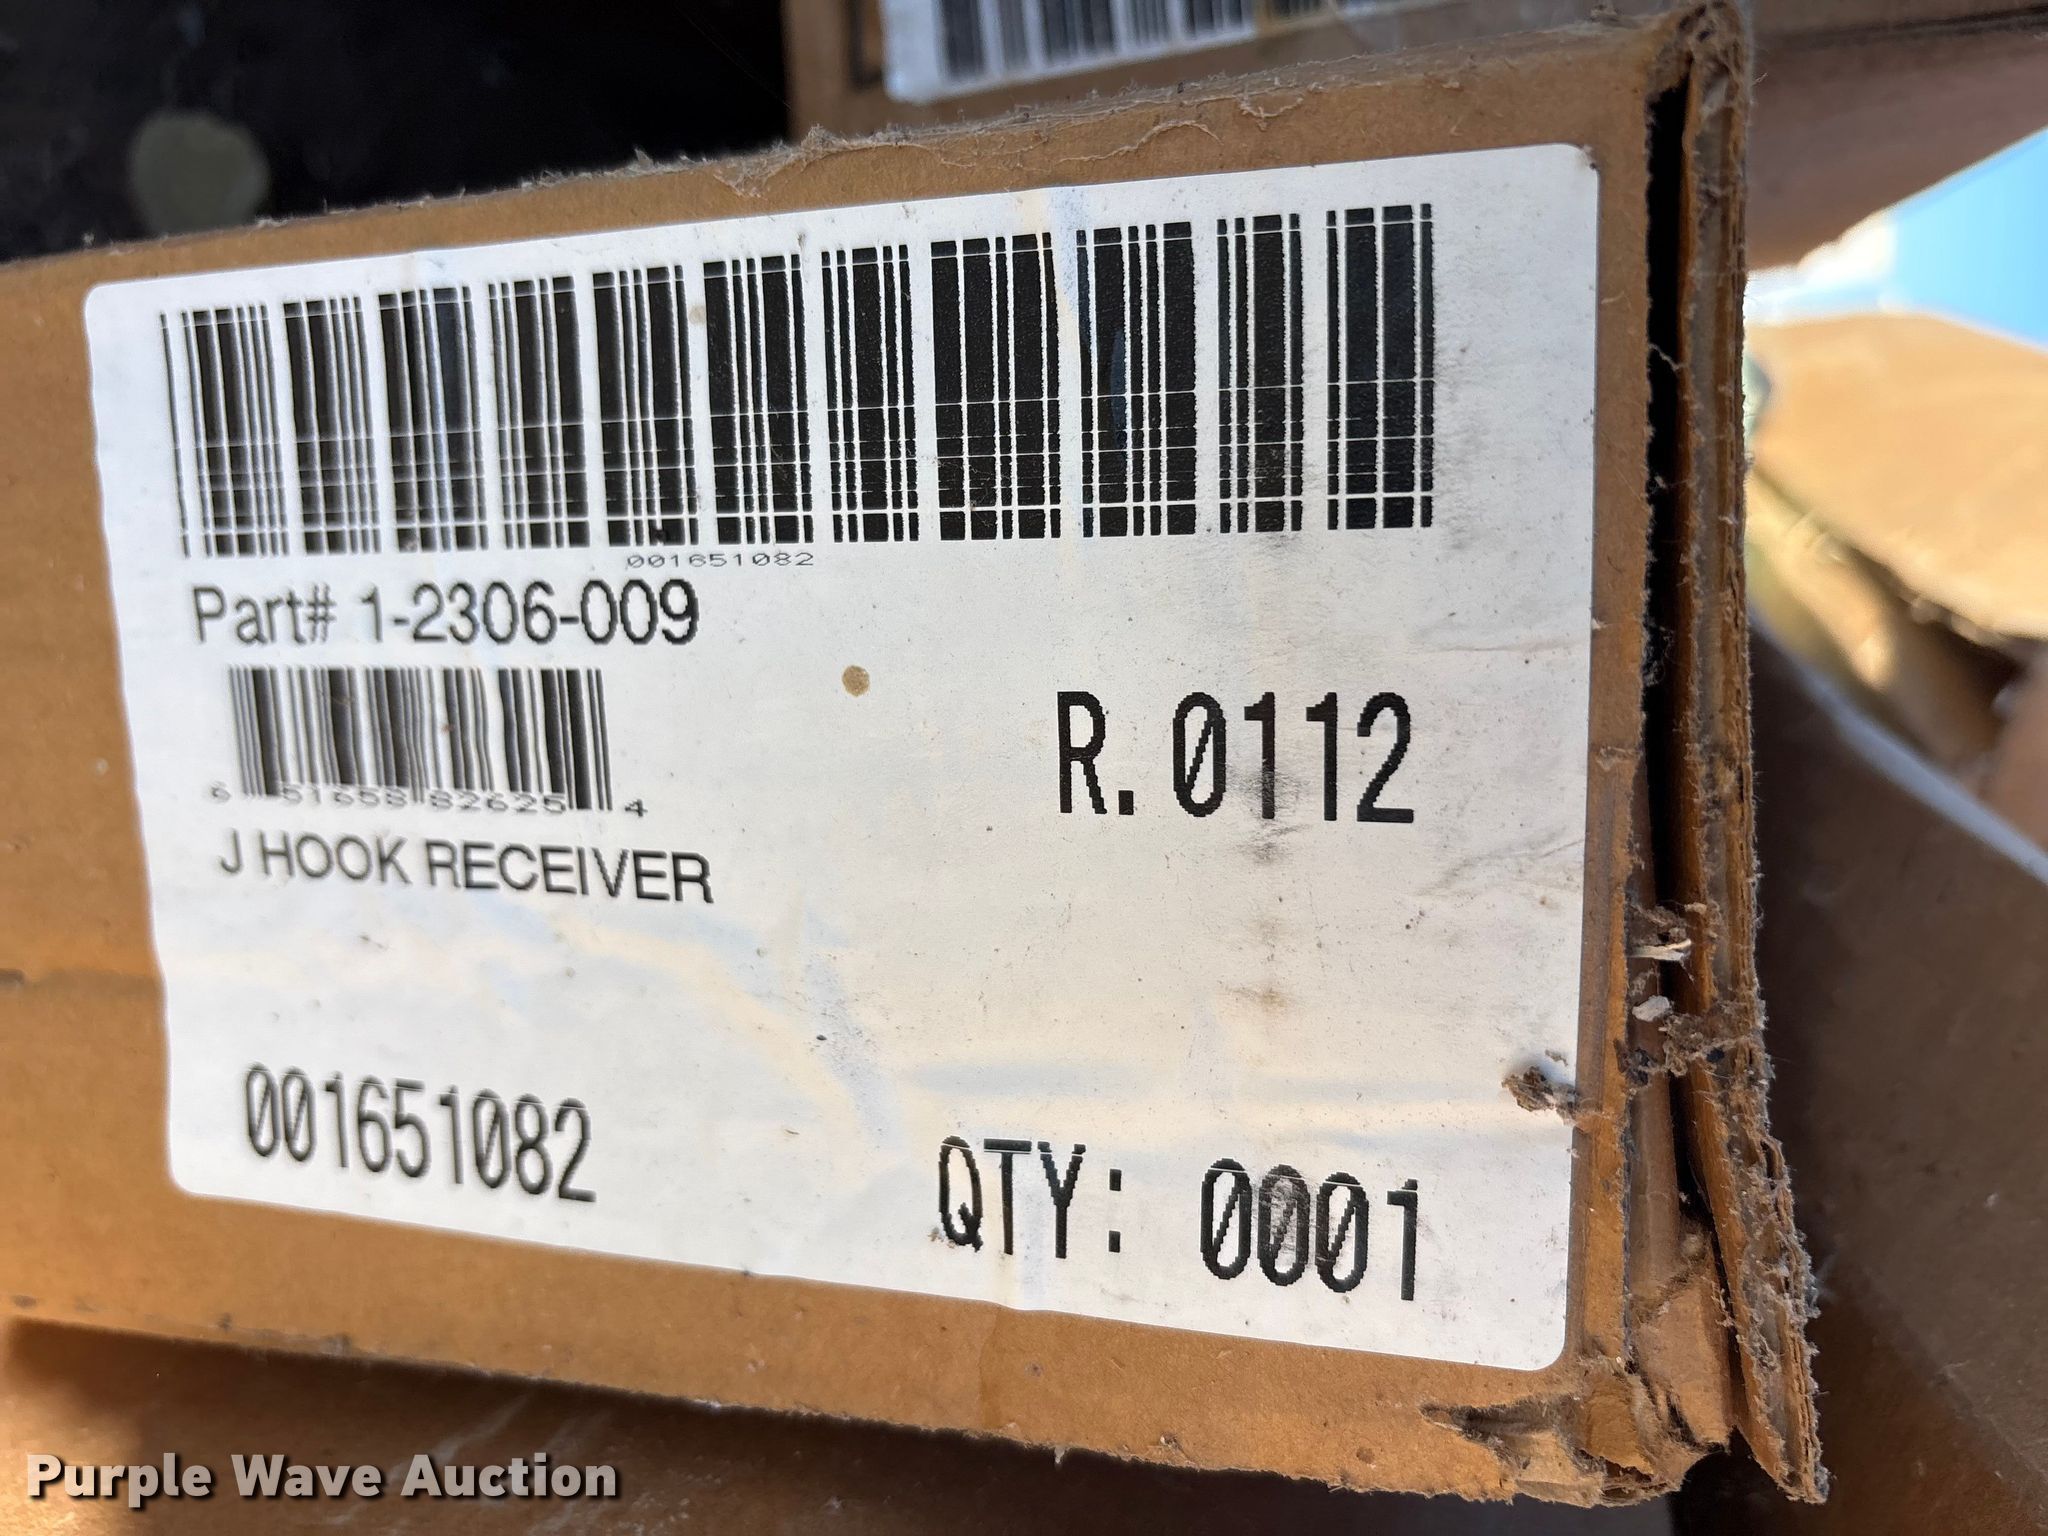 001651082
Part# 1-2306-009
6 51658 82625 4
R.0112
J HOOK RECEIVER
001651082
QTY: 0001
Purple Wave Auction